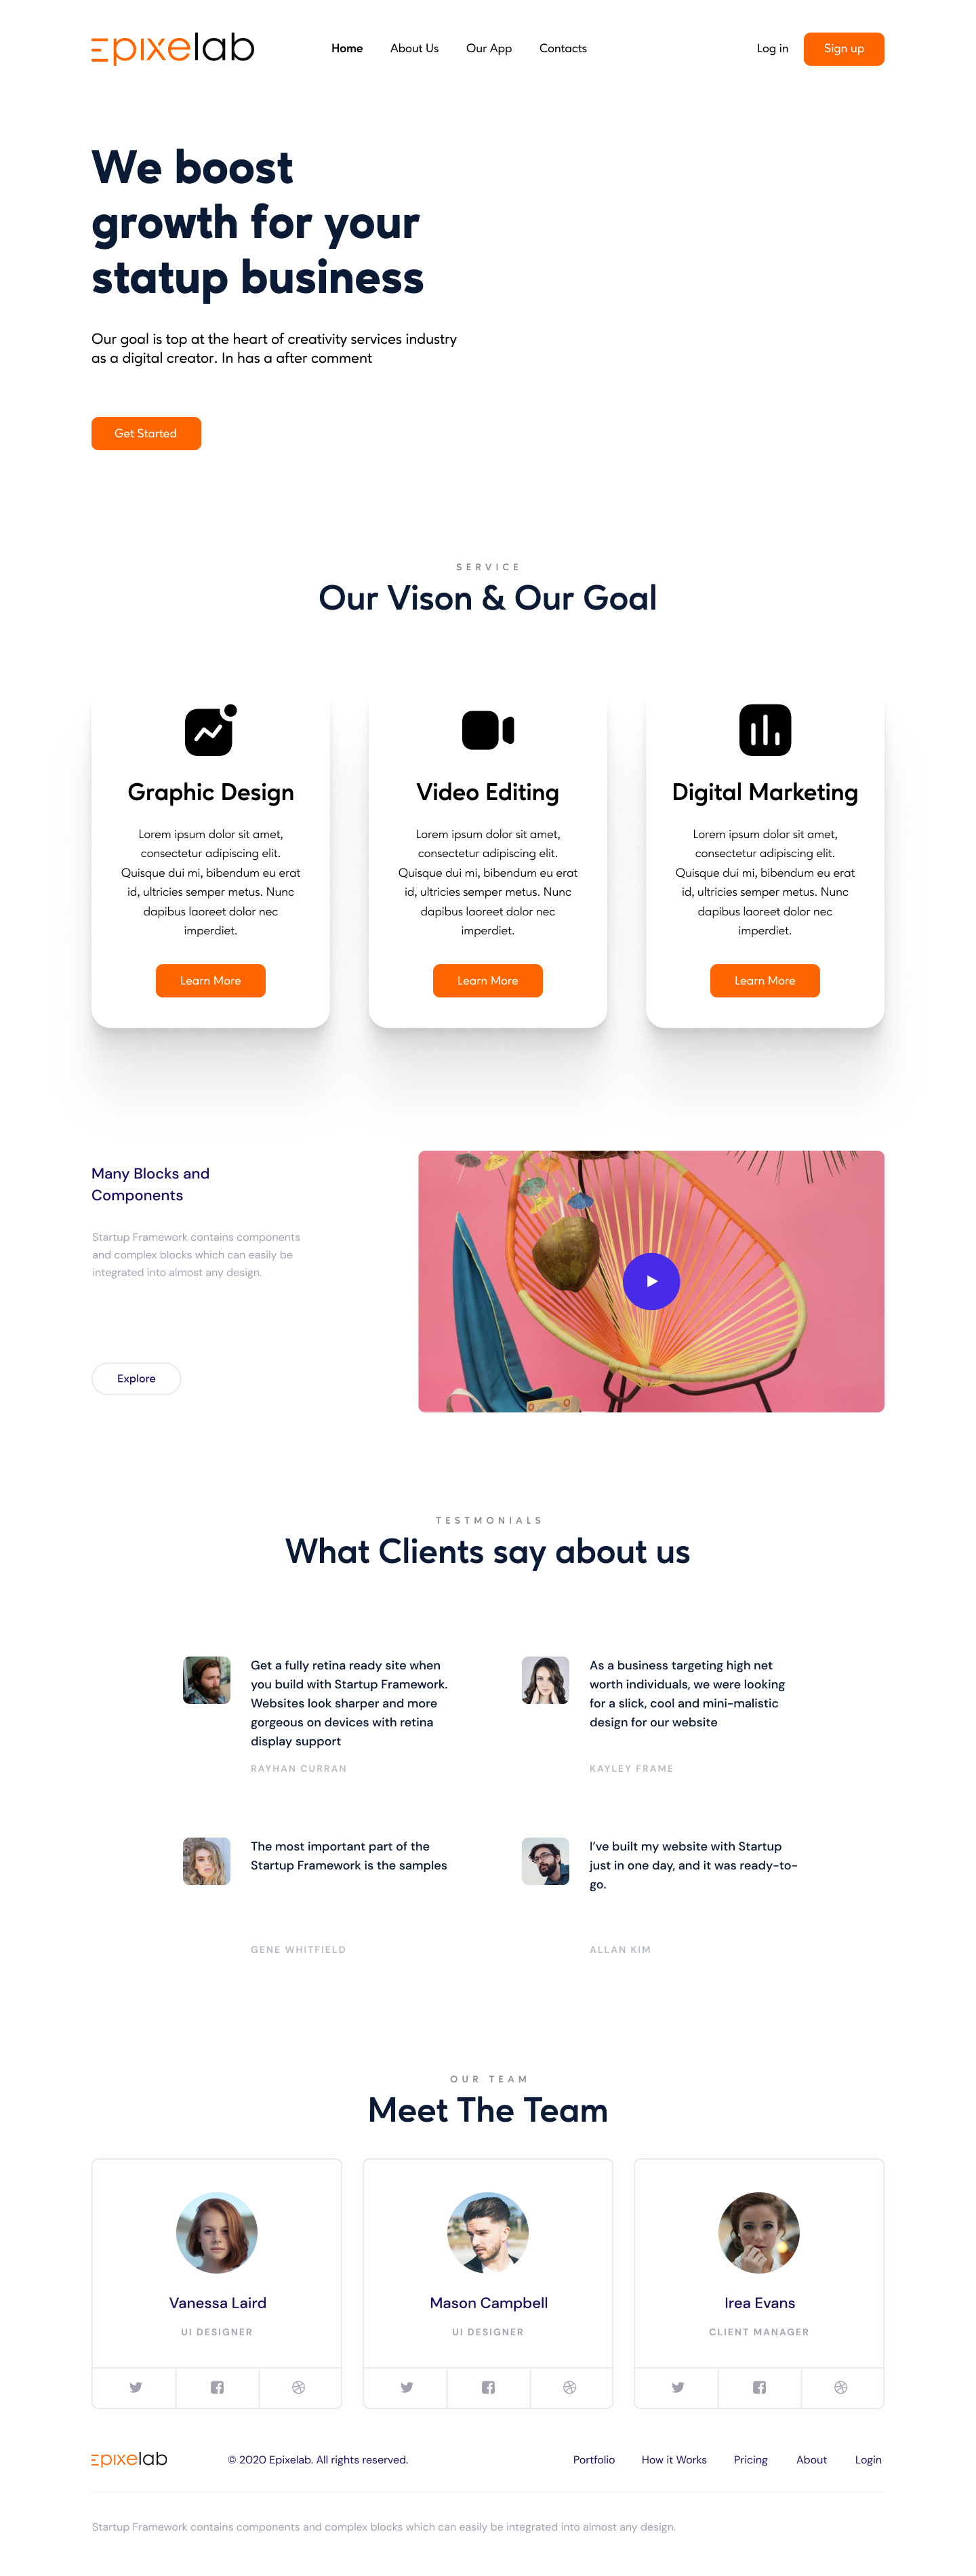 Epixelab
Home About Us Our App Contacts
Log in Sign up
We boost
growth for your
statup business
Our goal is top at the heart of creativity services industry
as a digital creator. In has a after comment
Get Started
SERVICE
Our Vison & Our Goal
Graphic Design
Lorem ipsum dolor sit amet,
consectetur adipiscing elit.
Quisque dui mi, bibendum eu erat
id, ultricies semper metus. Nunc
dapibus laoreet dolor nec
imperdiet.
Learn More
Video Editing
Lorem ipsum dolor sit amet,
consectetur adipiscing elit.
Quisque dui mi, bibendum eu erat
id, ultricies semper metus. Nunc
dapibus laoreet dolor nec
imperdiet.
Learn More
Digital Marketing
Lorem ipsum dolor sit amet,
consectetur adipiscing elit.
Quisque dui mi, bibendum eu erat
id, ultricies semper metus. Nunc
dapibus laoreet dolor nec
imperdiet.
Learn More
Many Blocks and
Components
Startup Framework contains components
and complex blocks which can easily be
integrated into almost any design.
Explore
TESTMONIALS
What Clients say about us
Get a fully retina ready site when
you build with Startup Framework.
Websites look sharper and more
gorgeous on devices with retina
display support
RAYHAN CURRAN
As a business targeting high net
worth individuals, we were looking
for a slick, cool and mini-malistic
design for our website
KAYLEY FRAME
The most important part of the
Startup Framework is the samples
GENE WHITFIELD
I've built my website with Startup
just in one day, and it was ready-to-
go.
ALLAN KIM
OUR TEAM
Meet The Team
Vanessa Laird
UI DESIGNER
Mason Campbell
UI DESIGNER
Irea Evans
CLIENT MANAGER
Epixelab
© 2020 Epixelab. All rights reserved.
Portfolio How it Works Pricing About Login
Startup Framework contains components and complex blocks which can easily be integrated into almost any design.